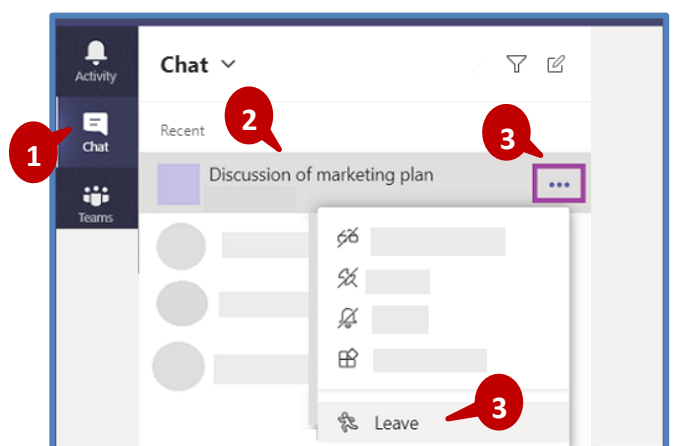 Activity
Chat
Teams
Chat
Recent
Discussion of marketing plan
...
Leave
1
2
3
3